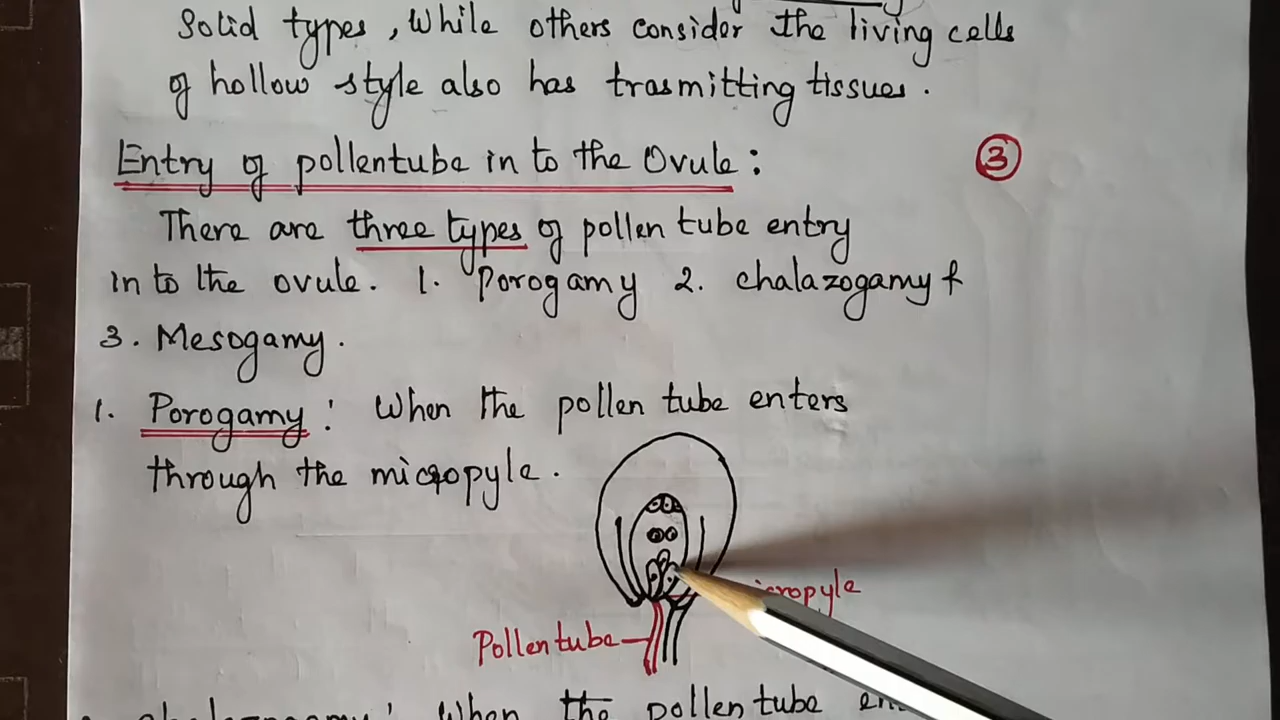 Solid types, While others consider the living cells
of hollow style also has trasmitting tissues.
Entry of pollentube in to the Ovule:
3
There are three types of pollen tube entry
in to the ovule. 1. Porogamy 2. chalazogamy &
3. Mesogamy.
1. Porogamy: When the pollen tube enters
through the micropyle.
icropyle
Pollen tube
When the pollen tube